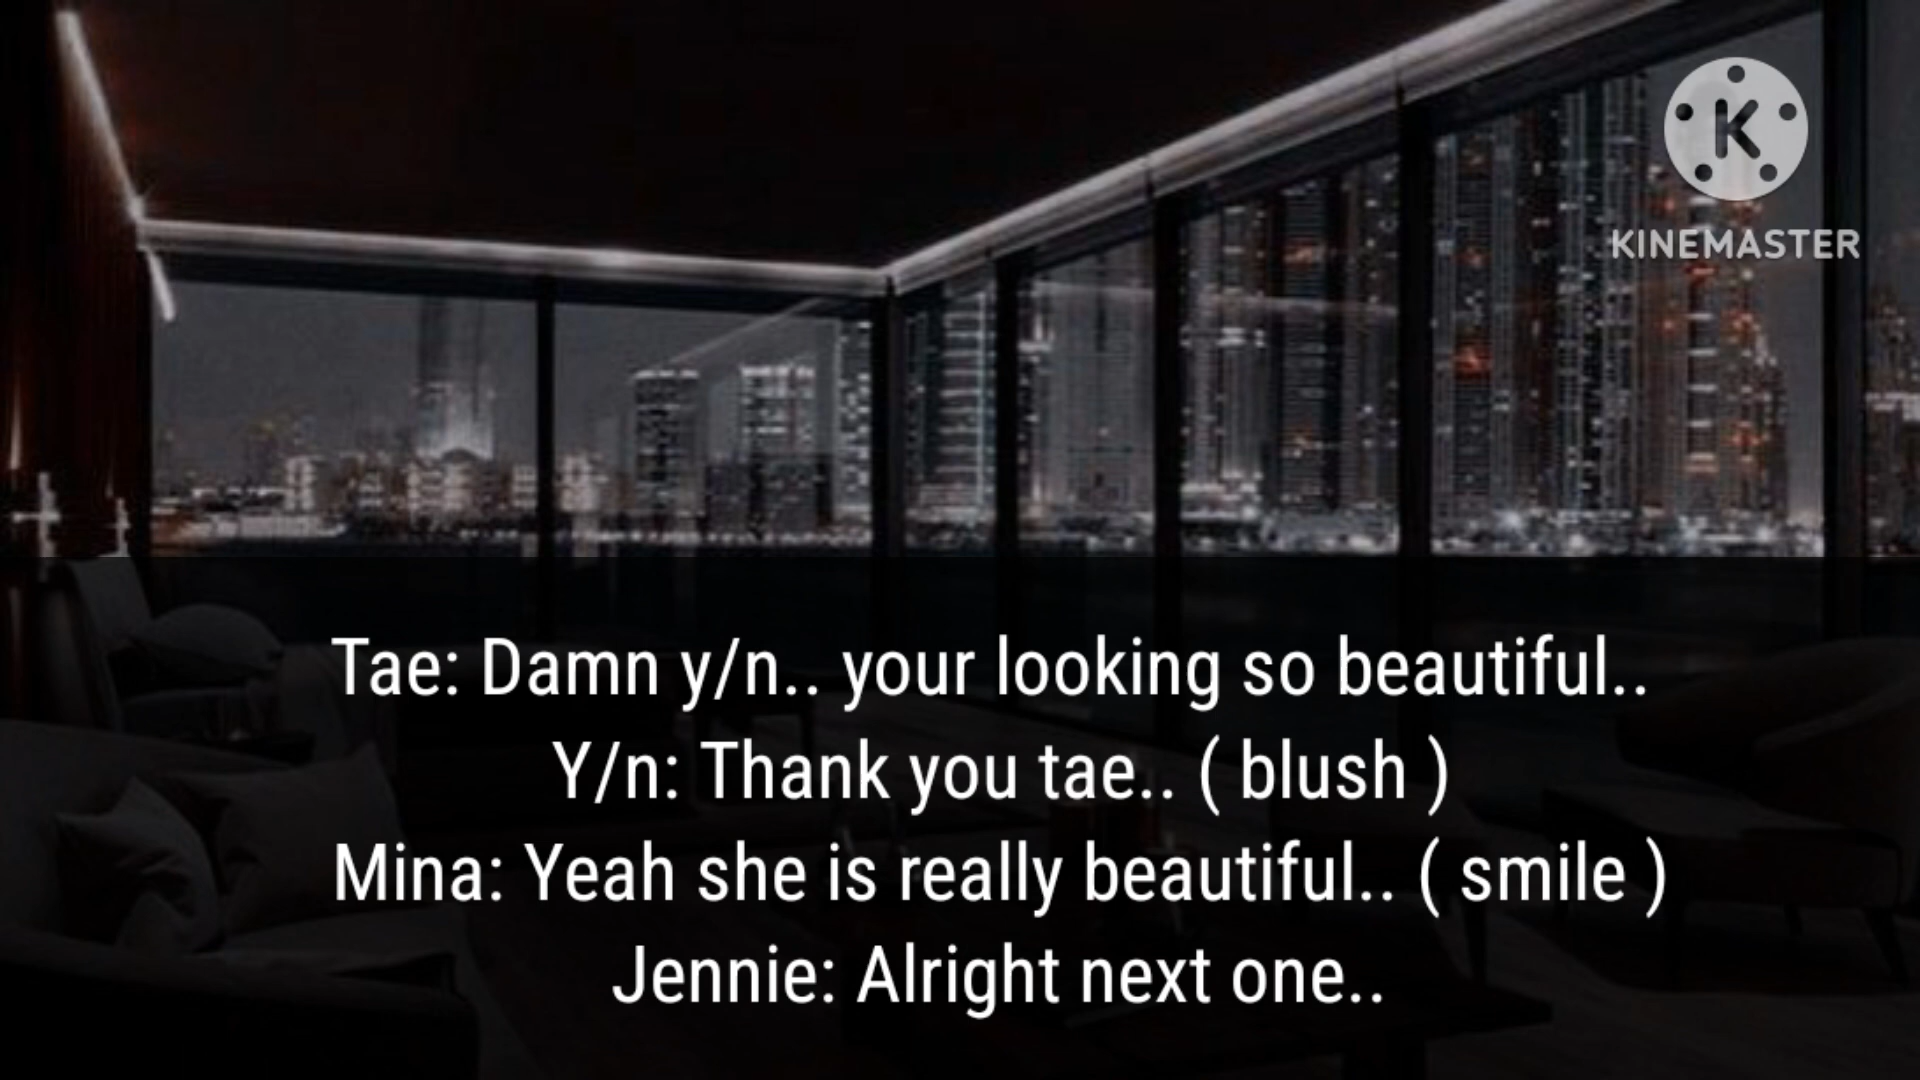 K
KINEMASTER
Tae: Damn y/n.. your looking so beautiful..
Y/n: Thank you tae.. ( blush )
Mina: Yeah she is really beautiful.. ( smile )
Jennie: Alright next one..